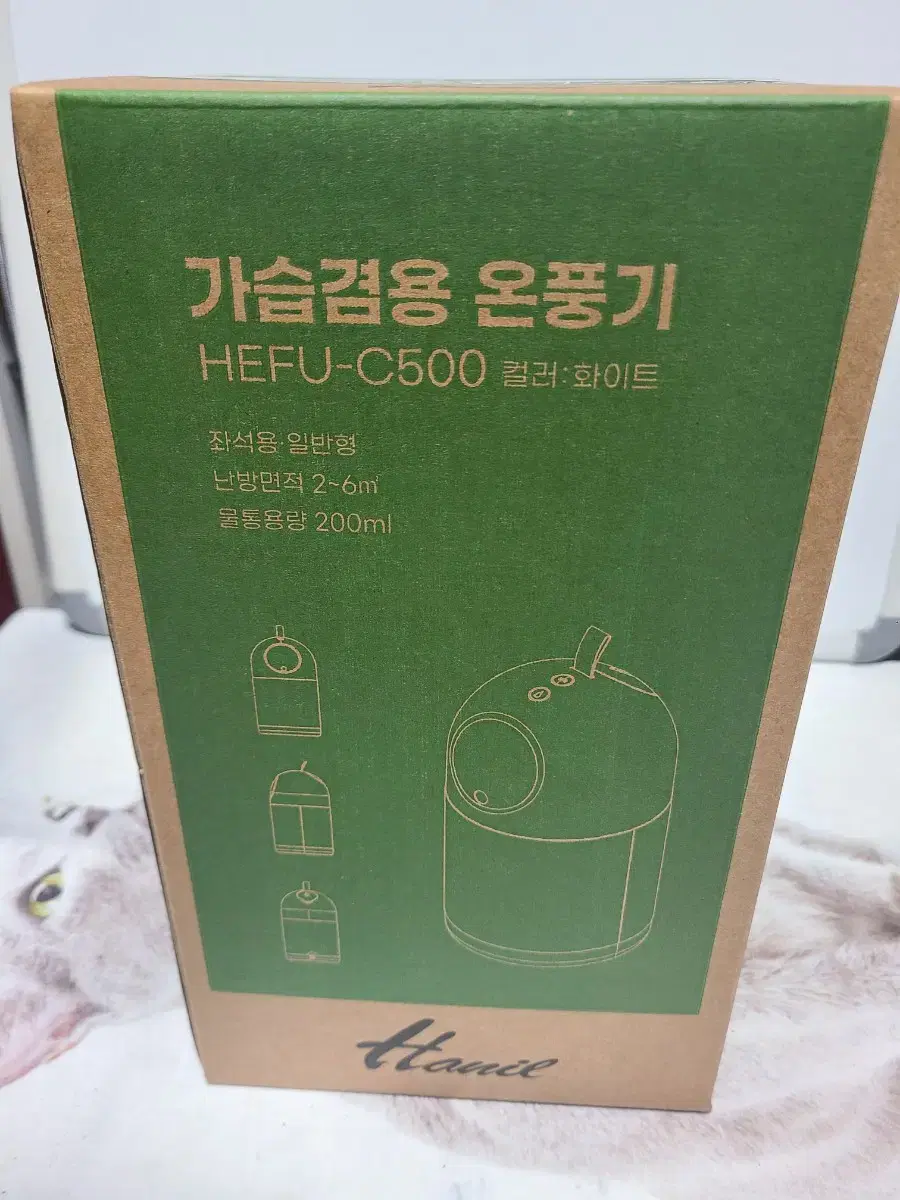 가습겸용 온풍기
HEFU-C500 컬러:화이트
좌석용·일반형
난방면적 2~6㎡
물통용량 200ml
Hanil